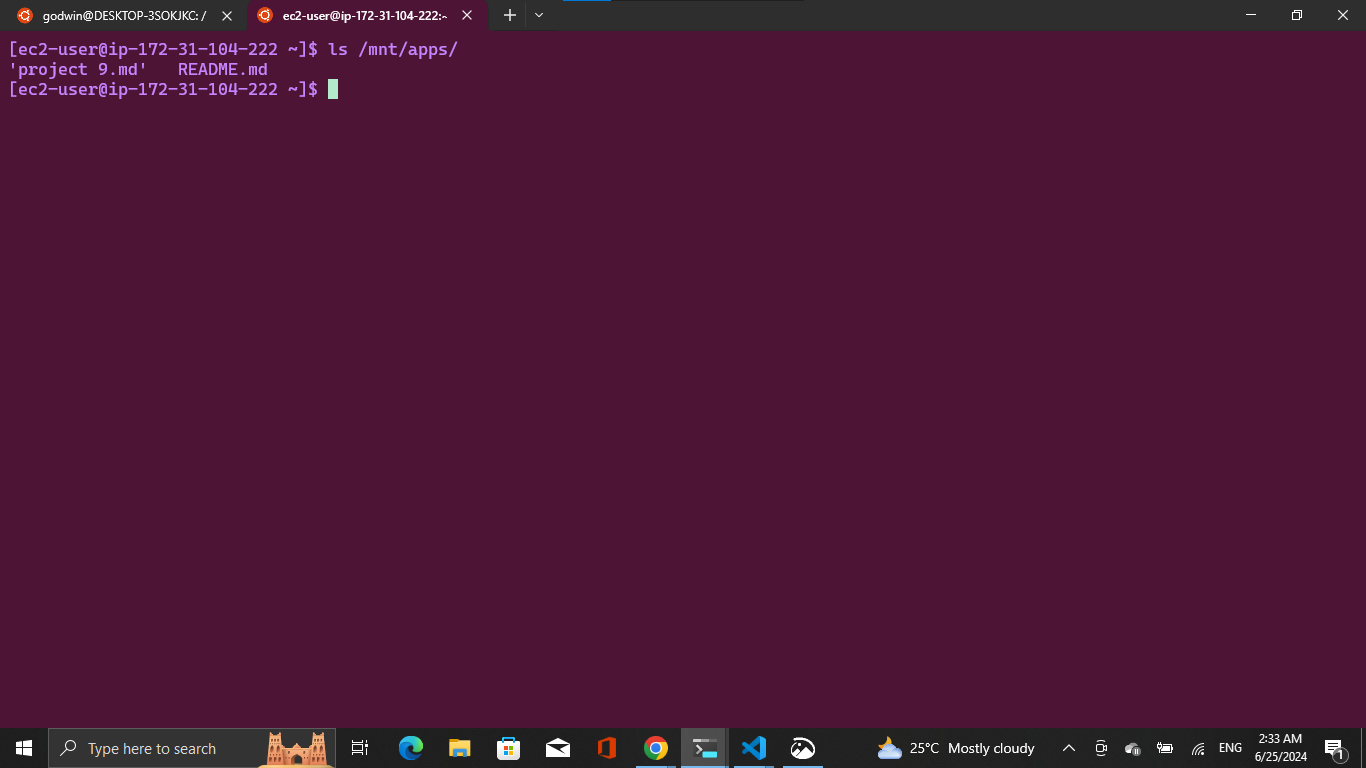 godwin@DESKTOP-3SOKJKC: /
ec2-user@ip-172-31-104-222:~
[ec2-user@ip-172-31-104-222 ~]$ ls /mnt/apps/
'project 9.md'   README.md
[ec2-user@ip-172-31-104-222 ~]$
Type here to search
25°C Mostly cloudy
ENG
2:33 AM
6/25/2024
1